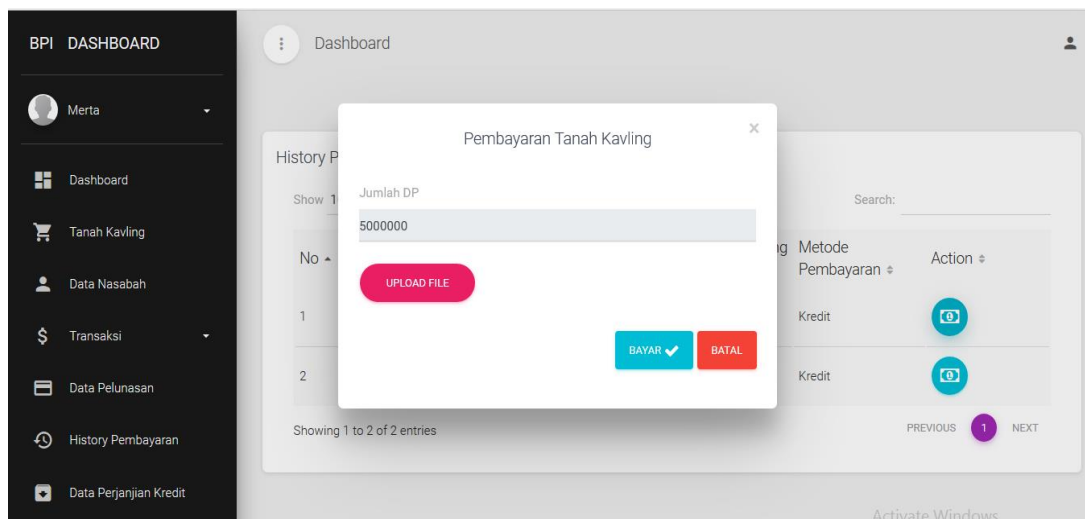 BPI DASHBOARD
Merta
Dashboard
Tanah Kavling
Data Nasabah
Transaksi
Data Pelunasan
History Pembayaran
Data Perjanjian Kredit
Dashboard
History P
Show 1
Search:
No
ng Metode
Pembayaran
Action
1 Kredit
2 Kredit
Showing 1 to 2 of 2 entries
PREVIOUS 1 NEXT
Pembayaran Tanah Kavling
×
Jumlah DP
5000000
UPLOAD FILE
BAYAR
BATAL
Activate Windows